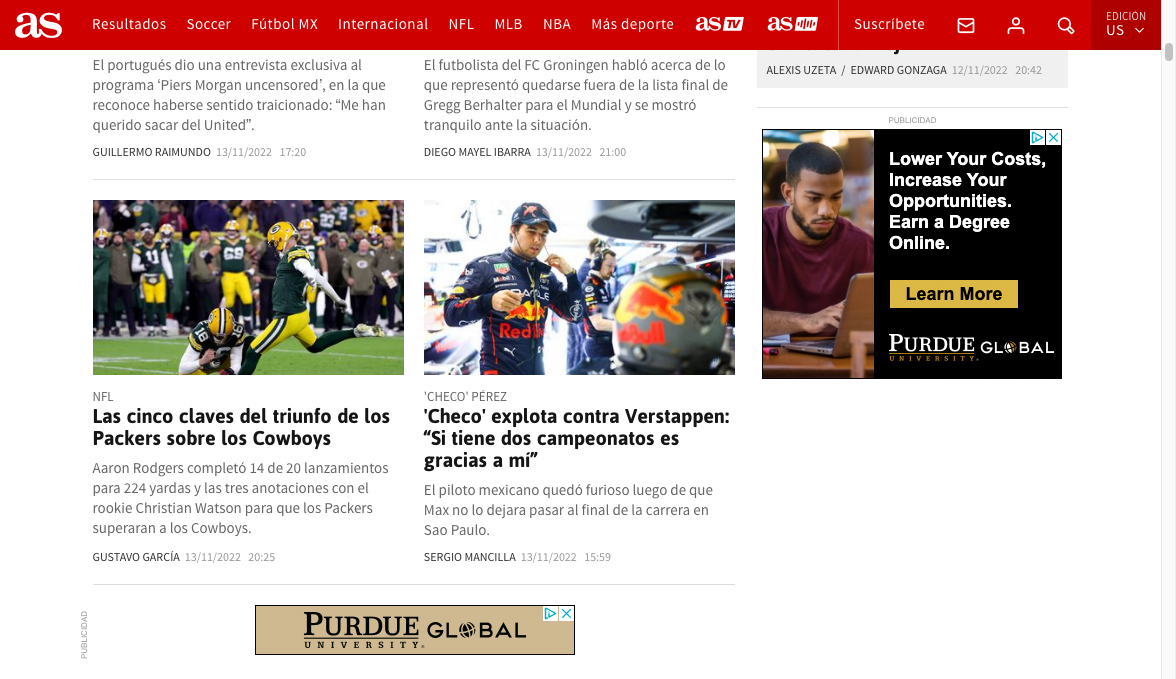 as
Resultados
Soccer
Fútbol MX
Internacional
NFL
MLB
NBA
Más deporte
as TV
as
Suscríbete
EDICIÓN
US
El portugués dio una entrevista exclusiva al
programa ‘Piers Morgan uncensored’, en la que
reconoce haberse sentido traicionado: “Me han
querido sacar del United”.
GUILLERMO RAIMUNDO 13/11/2022 17:20
El futbolista del FC Groningen habló acerca de lo
que representó quedarse fuera de la lista final de
Gregg Berhalter para el Mundial y se mostró
tranquilo ante la situación.
DIEGO MAYEL IBARRA 13/11/2022 21:00
ALEXIS UZETA / EDWARD GONZAGA 12/11/2022 20:42
PUBLICIDAD
Lower Your Costs,
Increase Your
Opportunities.
Earn a Degree
Online.
Learn More
PURDUE GLOBAL
UNIVERSITY
NFL
Las cinco claves del triunfo de los
Packers sobre los Cowboys
Aaron Rodgers completó 14 de 20 lanzamientos
para 224 yardas y las tres anotaciones con el
rookie Christian Watson para que los Packers
superaran a los Cowboys.
GUSTAVO GARCÍA 13/11/2022 20:25
'CHECO' PÉREZ
'Checo' explota contra Verstappen:
“Si tiene dos campeonatos es
gracias a mí”
El piloto mexicano quedó furioso luego de que
Max no lo dejara pasar al final de la carrera en
Sao Paulo.
SERGIO MANCILLA 13/11/2022 15:59
PUBLICIDAD
PURDUE GLOBAL
UNIVERSITY